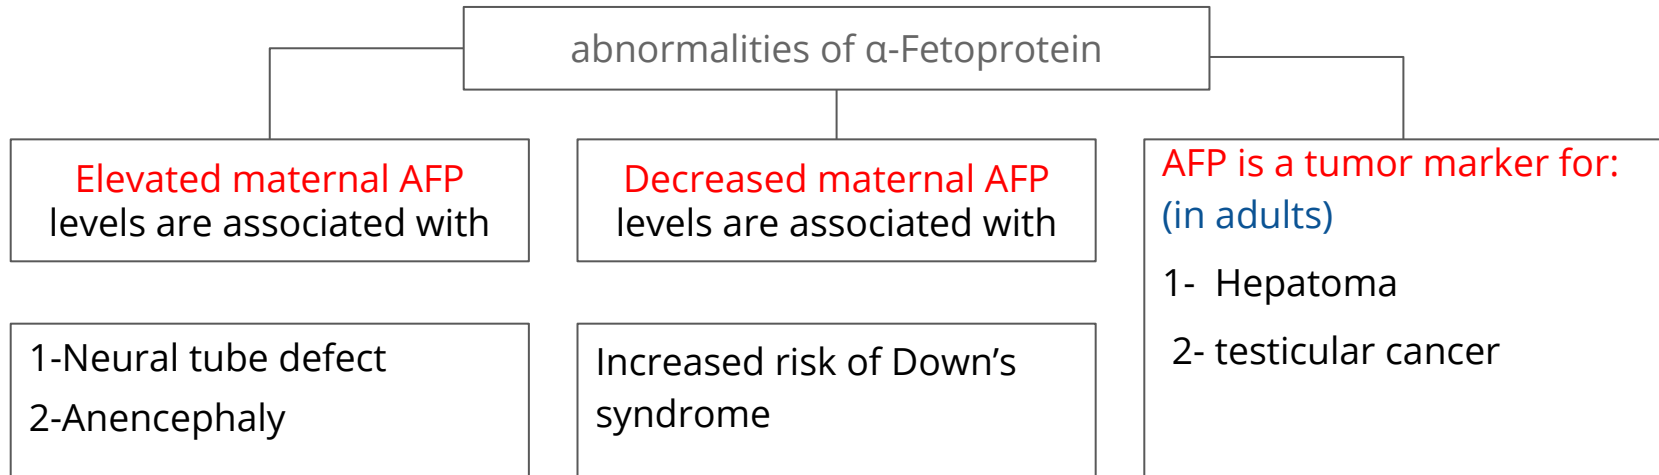 abnormalities of α-Fetoprotein
Elevated maternal AFP
levels are associated with
1-Neural tube defect
2-Anencephaly
Decreased maternal AFP
levels are associated with
Increased risk of Down’s
syndrome
AFP is a tumor marker for:
(in adults)
1- Hepatoma
2- testicular cancer